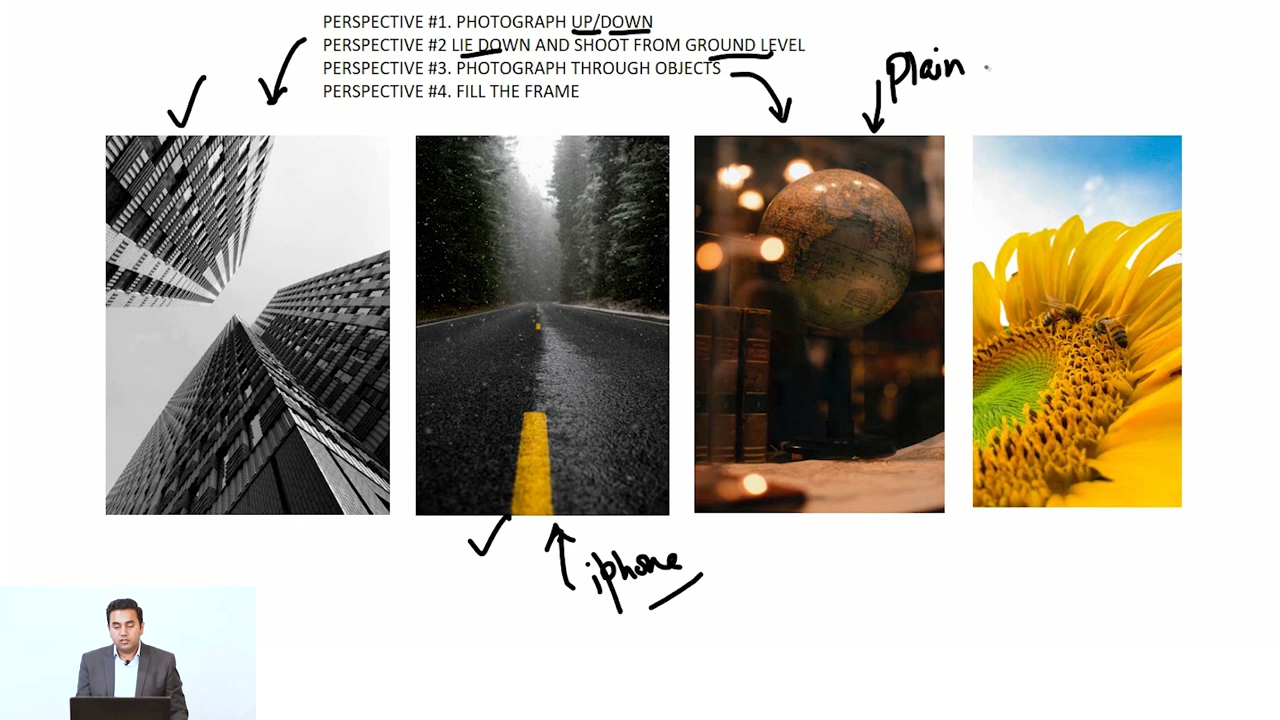 PERSPECTIVE #1. PHOTOGRAPH UP/DOWN
PERSPECTIVE #2 LIE DOWN AND SHOOT FROM GROUND LEVEL
PERSPECTIVE #3. PHOTOGRAPH THROUGH OBJECTS
PERSPECTIVE #4. FILL THE FRAME
Plain
iphone